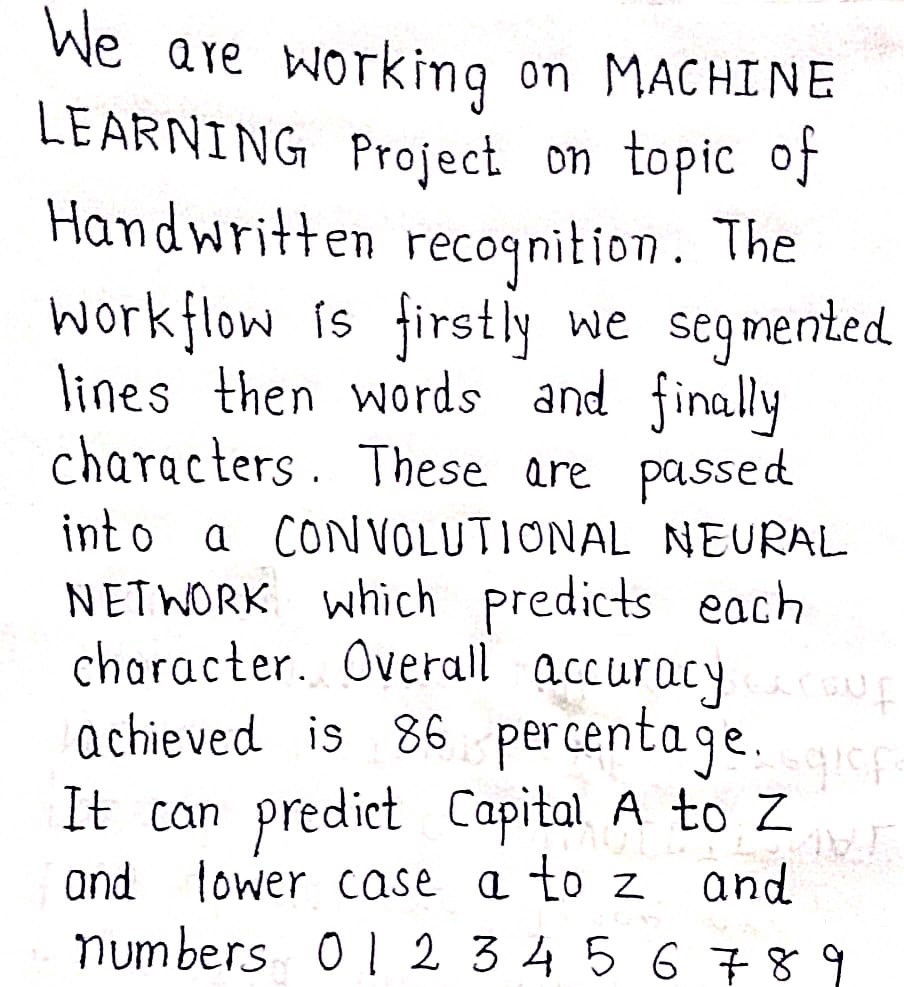 We are working on MACHINE
LEARNING Project on topic of
Handwritten recognition. The
workflow is firstly we segmented
lines then words and finally
characters. These are passed
into a CONVOLUTIONAL NEURAL
NETWORK which predicts each
character. Overall accuracy
achieved is 86 percentage.
It can predict Capital A to Z
and lower case a to z and
numbers 0 1 2 3 4 5 6 7 8 9